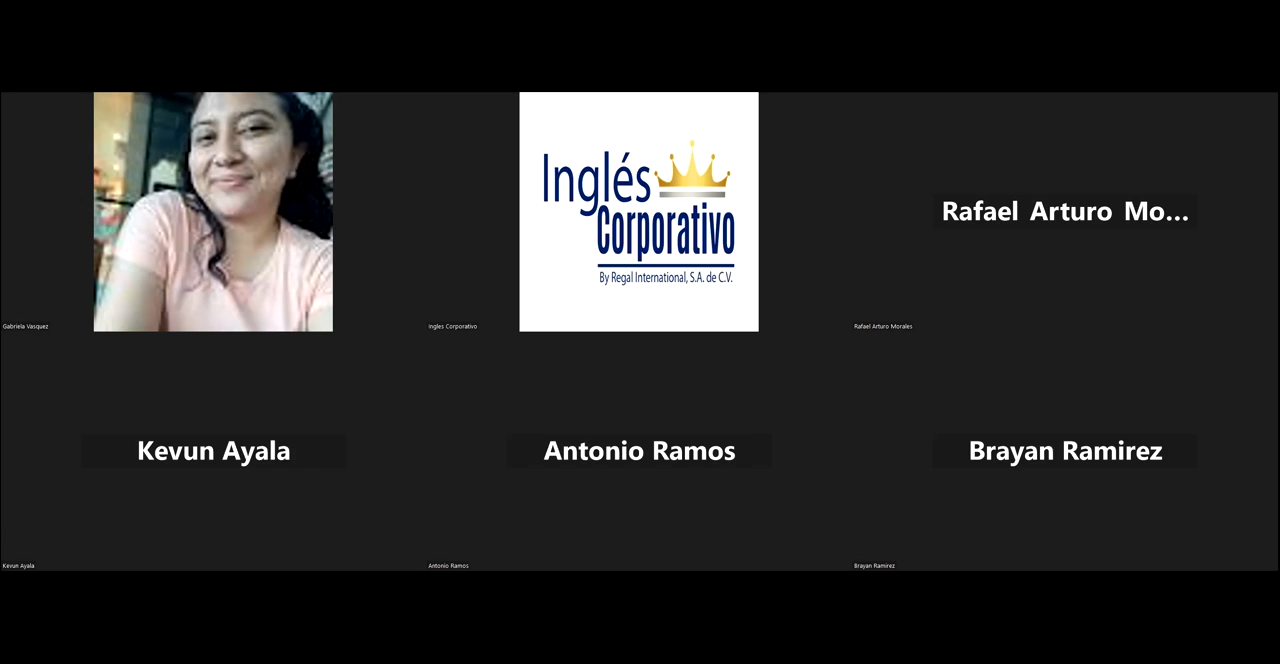 Inglés
Corporativo
By Regal International, S.A. de C.V.
Rafael Arturo Mo...
Gabriela Vasquez
Ingles Corporativo
Rafael Arturo Morales
Kevun Ayala
Antonio Ramos
Brayan Ramirez
Kevun Ayala
Antonio Ramos
Brayan Ramirez